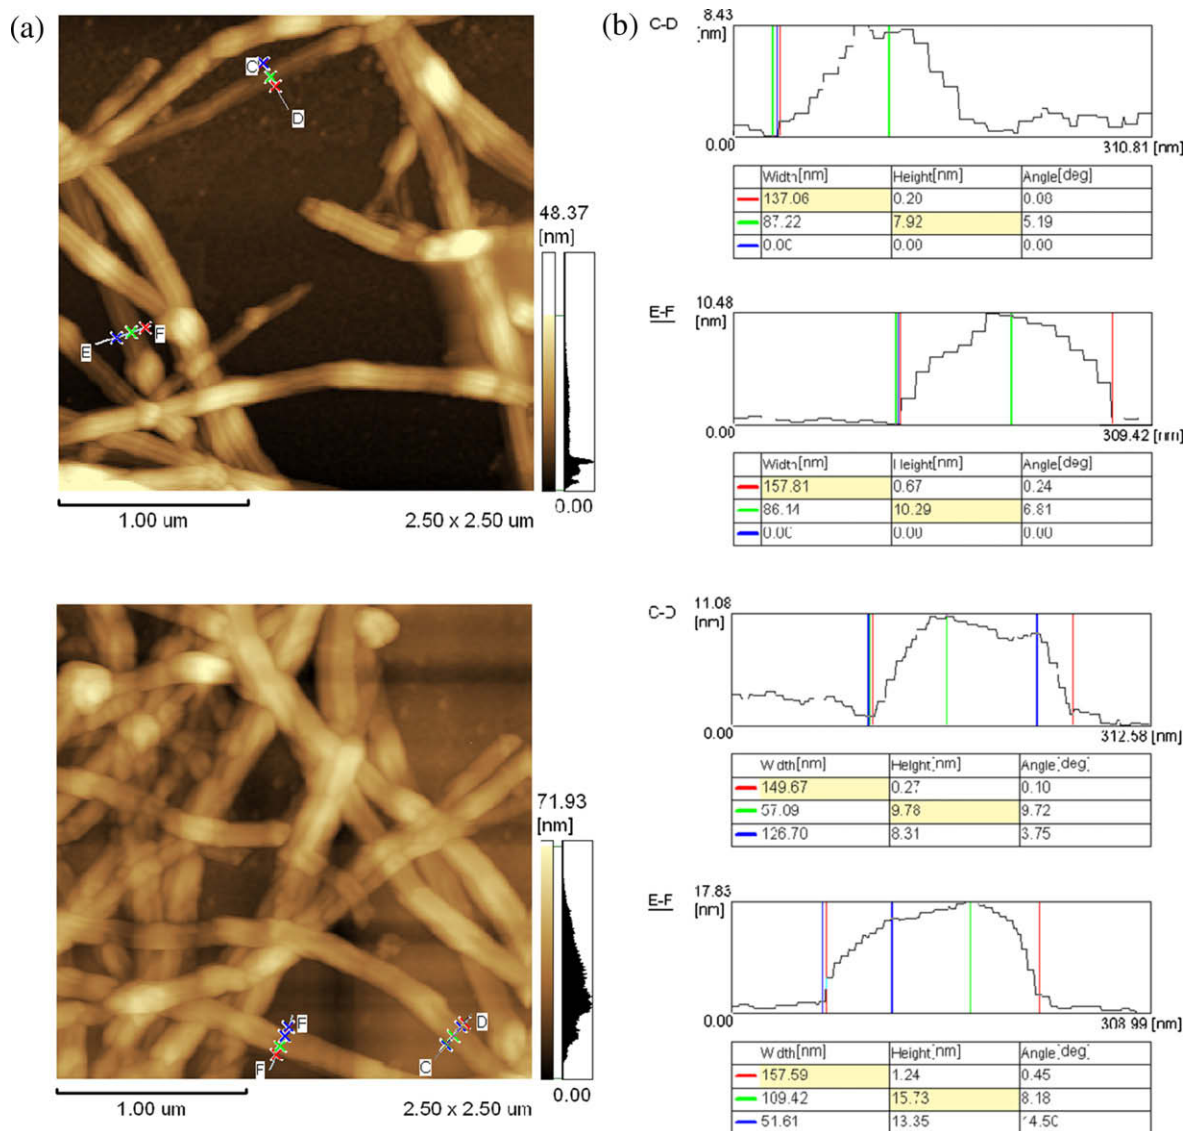 (a)
C
D
E
F
48.37
[nm]
0.00
1.00 um
2.50 x 2.50 um
(b)
C-D
8.43
[nm]
0.00
310.81 [nm]
Width[nm] Height[nm] Angle[deg]
137.06 0.20 0.08
87.22 7.92 5.19
0.00 0.00 0.00
E-F
10.48
[nm]
0.00
309.42 [nm]
Width[nm] Height[nm] Angle[deg]
157.81 0.67 0.24
86.14 10.29 6.81
0.00 0.00 0.00
F
D
F
C
71.93
[nm]
0.00
1.00 um
2.50 x 2.50 um
C-D
11.08
[nm]
0.00
312.58 [nm]
Width[nm] Height[nm] Angle[deg]
149.67 0.27 0.10
57.09 9.78 9.72
126.70 8.31 3.75
E-F
17.83
[nm]
0.00
308.99 [nm]
Width[nm] Height[nm] Angle[deg]
157.59 1.24 0.45
109.42 15.73 8.18
51.61 13.35 14.50